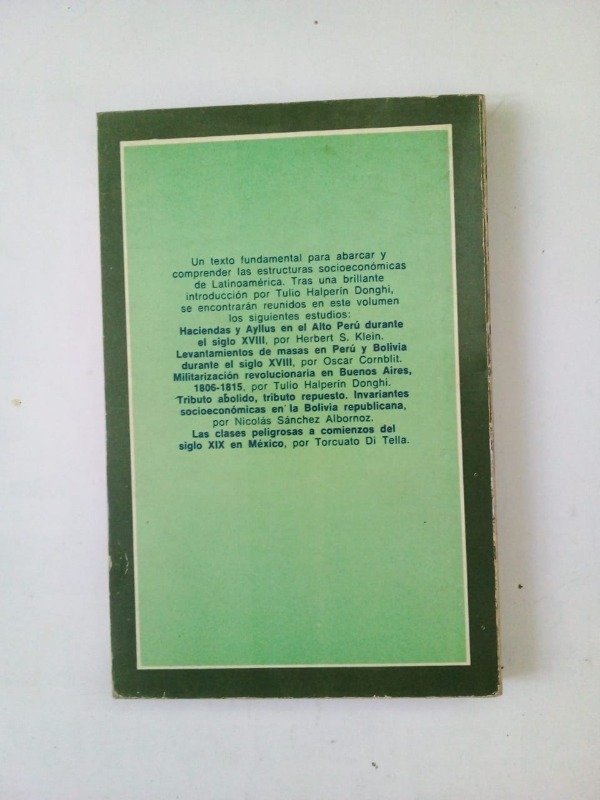 Un texto fundamental para abarcar y
comprender las estructuras socioeconómicas
de Latinoamérica. Tras una brillante
introducción por Tulio Halperín Donghi,
se encontrarán reunidos en este volumen
los siguientes estudios:
Haciendas y Ayllus en el Alto Perú durante
el siglo XVIII, por Herbert S. Klein.
Levantamientos de masas en Perú y Bolivia
durante el siglo XVIII, por Oscar Cornblit.
Militarización revolucionaria en Buenos Aires,
1806-1815, por Tulio Halperín Donghi.
Tributo abolido, tributo repuesto. Invariantes
socioeconómicas en la Bolivia republicana,
por Nicolás Sánchez Albornoz.
Las clases peligrosas a comienzos del
siglo XIX en México, por Torcuato Di Tella.